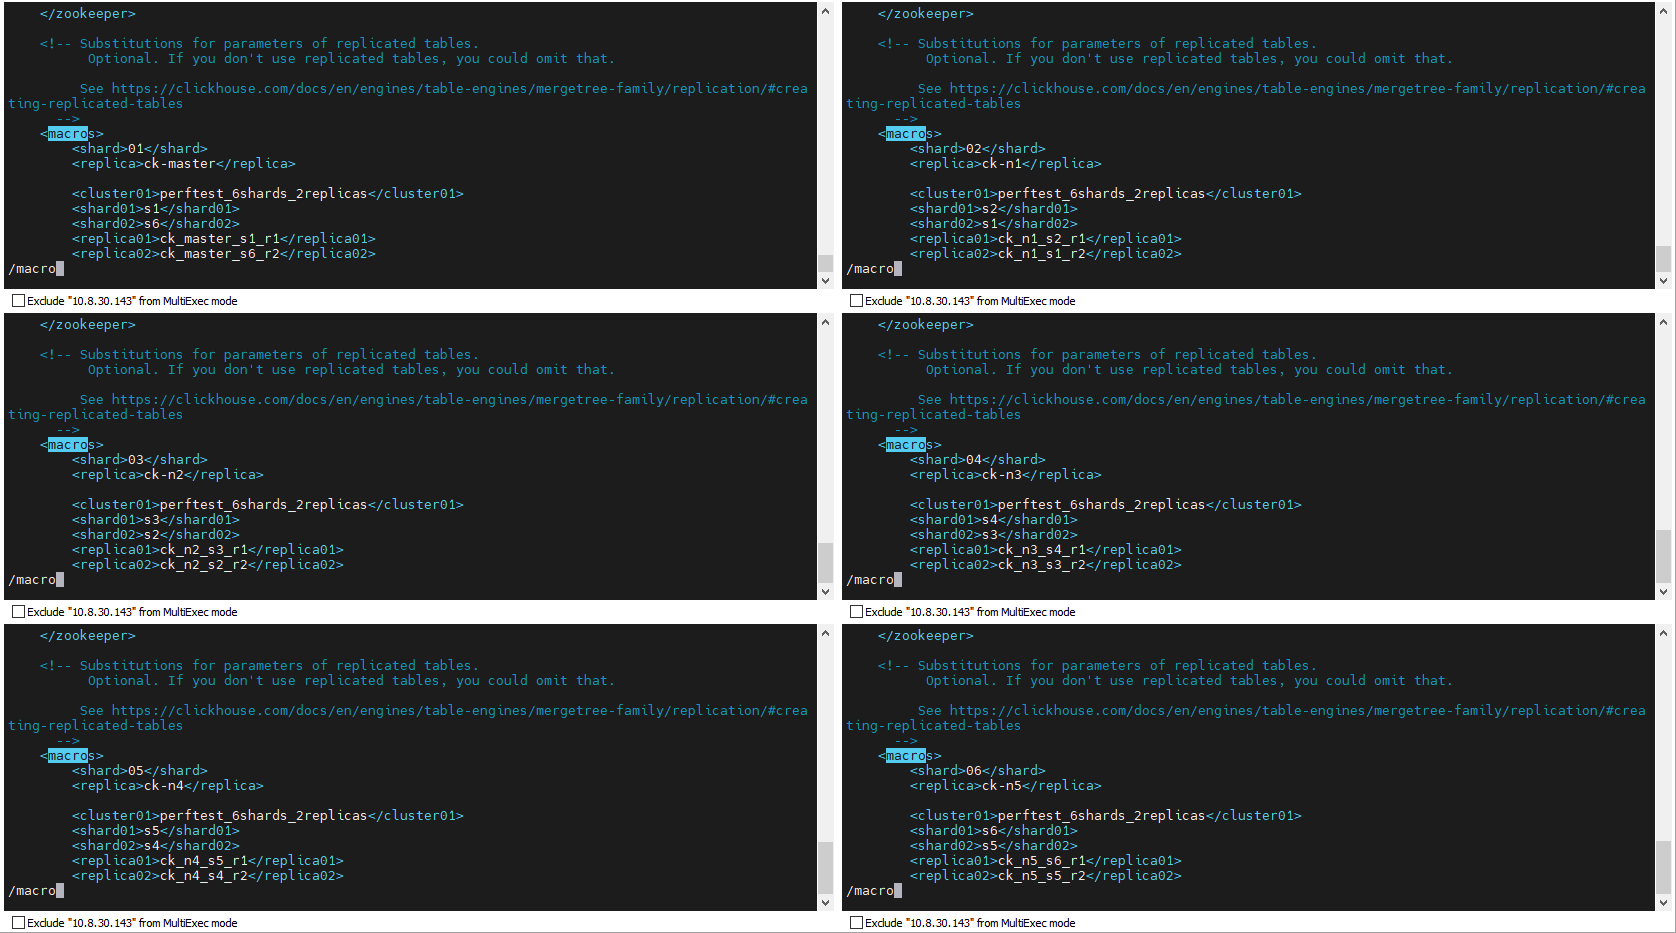 </zookeeper>
<!-- Substitutions for parameters of replicated tables.
Optional. If you don't use replicated tables, you could omit that.
See https://clickhouse.com/docs/en/engines/table-engines/mergetree-family/replication/#crea
ting-replicated-tables
-->
<macros>
<shard>01</shard>
<replica>ck-master</replica>
<cluster01>perftest_6shards_2replicas</cluster01>
<shard01>s1</shard01>
<shard02>s6</shard02>
<replica01>ck_master_s1_r1</replica01>
<replica02>ck_master_s6_r2</replica02>
/macro
Exclude "10.8.30.143" from MultiExec mode
</zookeeper>
<!-- Substitutions for parameters of replicated tables.
Optional. If you don't use replicated tables, you could omit that.
See https://clickhouse.com/docs/en/engines/table-engines/mergetree-family/replication/#crea
ting-replicated-tables
-->
<macros>
<shard>02</shard>
<replica>ck-n1</replica>
<cluster01>perftest_6shards_2replicas</cluster01>
<shard01>s2</shard01>
<shard02>s1</shard02>
<replica01>ck_n1_s2_r1</replica01>
<replica02>ck_n1_s1_r2</replica02>
/macro
Exclude "10.8.30.143" from MultiExec mode
</zookeeper>
<!-- Substitutions for parameters of replicated tables.
Optional. If you don't use replicated tables, you could omit that.
See https://clickhouse.com/docs/en/engines/table-engines/mergetree-family/replication/#crea
ting-replicated-tables
-->
<macros>
<shard>03</shard>
<replica>ck-n2</replica>
<cluster01>perftest_6shards_2replicas</cluster01>
<shard01>s3</shard01>
<shard02>s2</shard02>
<replica01>ck_n2_s3_r1</replica01>
<replica02>ck_n2_s2_r2</replica02>
/macro
Exclude "10.8.30.143" from MultiExec mode
</zookeeper>
<!-- Substitutions for parameters of replicated tables.
Optional. If you don't use replicated tables, you could omit that.
See https://clickhouse.com/docs/en/engines/table-engines/mergetree-family/replication/#crea
ting-replicated-tables
-->
<macros>
<shard>04</shard>
<replica>ck-n3</replica>
<cluster01>perftest_6shards_2replicas</cluster01>
<shard01>s4</shard01>
<shard02>s3</shard02>
<replica01>ck_n3_s4_r1</replica01>
<replica02>ck_n3_s3_r2</replica02>
/macro
Exclude "10.8.30.143" from MultiExec mode
</zookeeper>
<!-- Substitutions for parameters of replicated tables.
Optional. If you don't use replicated tables, you could omit that.
See https://clickhouse.com/docs/en/engines/table-engines/mergetree-family/replication/#crea
ting-replicated-tables
-->
<macros>
<shard>05</shard>
<replica>ck-n4</replica>
<cluster01>perftest_6shards_2replicas</cluster01>
<shard01>s5</shard01>
<shard02>s4</shard02>
<replica01>ck_n4_s5_r1</replica01>
<replica02>ck_n4_s4_r2</replica02>
/macro
Exclude "10.8.30.143" from MultiExec mode
</zookeeper>
<!-- Substitutions for parameters of replicated tables.
Optional. If you don't use replicated tables, you could omit that.
See https://clickhouse.com/docs/en/engines/table-engines/mergetree-family/replication/#crea
ting-replicated-tables
-->
<macros>
<shard>06</shard>
<replica>ck-n5</replica>
<cluster01>perftest_6shards_2replicas</cluster01>
<shard01>s6</shard01>
<shard02>s5</shard02>
<replica01>ck_n5_s6_r1</replica01>
<replica02>ck_n5_s5_r2</replica02>
/macro
Exclude "10.8.30.143" from MultiExec mode